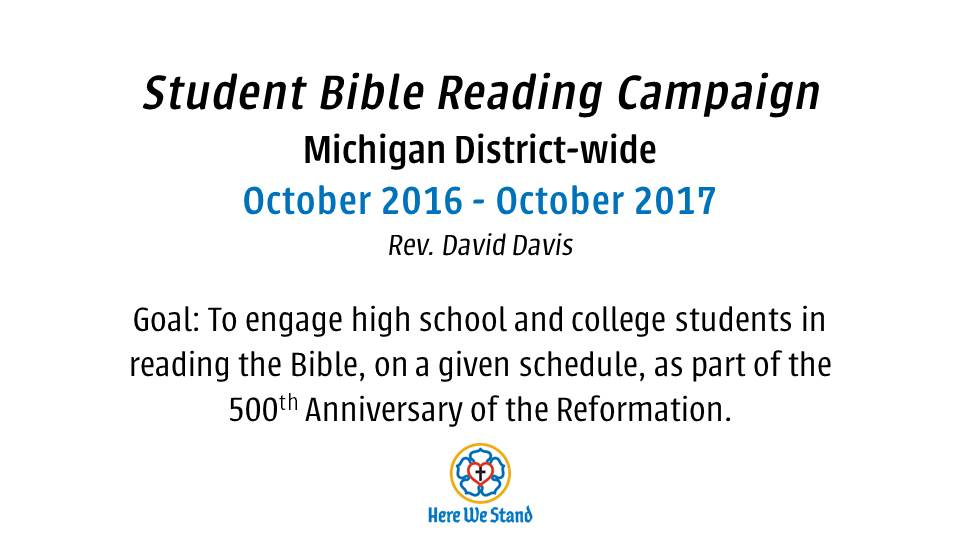 Student Bible Reading Campaign
Michigan District-wide
October 2016 - October 2017
Rev. David Davis
Goal: To engage high school and college students in
reading the Bible, on a given schedule, as part of the
500th Anniversary of the Reformation.
Here We Stand